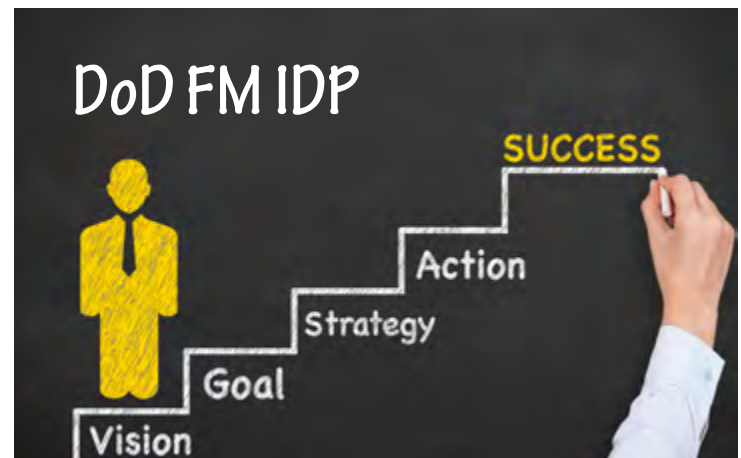 DoD FM IDP
SUCCESS
Action
Strategy
Goal
Vision